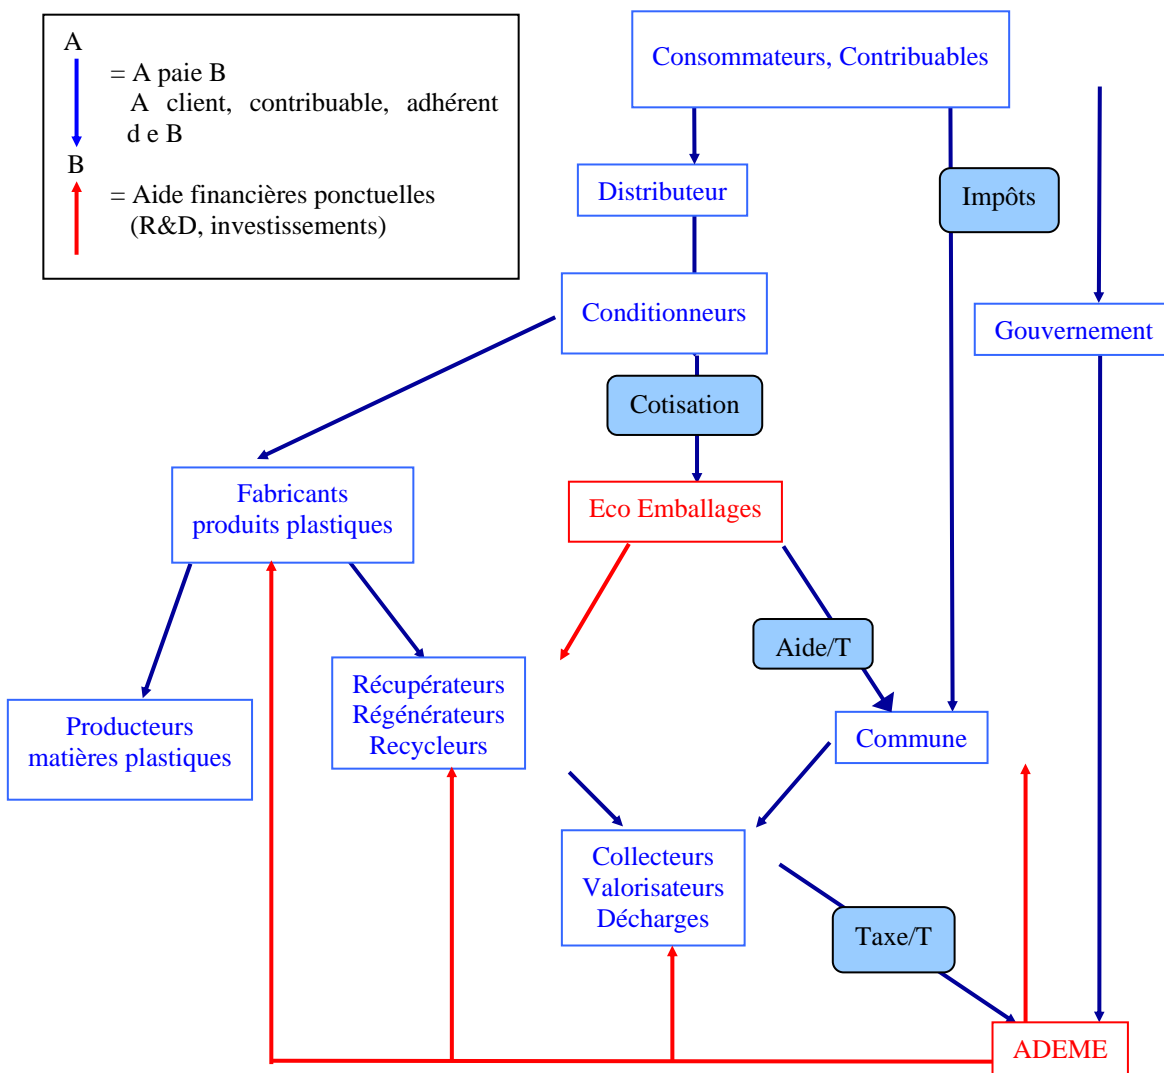 A
= A paie B
A client, contribuable, adhérent
d e B
B
= Aide financières ponctuelles
(R&D, investissements)
Consommateurs, Contribuables
Distributeur
Impôts
Conditionneurs
Gouvernement
Cotisation
Fabricants
produits plastiques
Eco Emballages
Aide/T
Récupérateurs
Régénérateurs
Recycleurs
Producteurs
matières plastiques
Commune
Collecteurs
Valorisateurs
Décharges
Taxe/T
ADEME